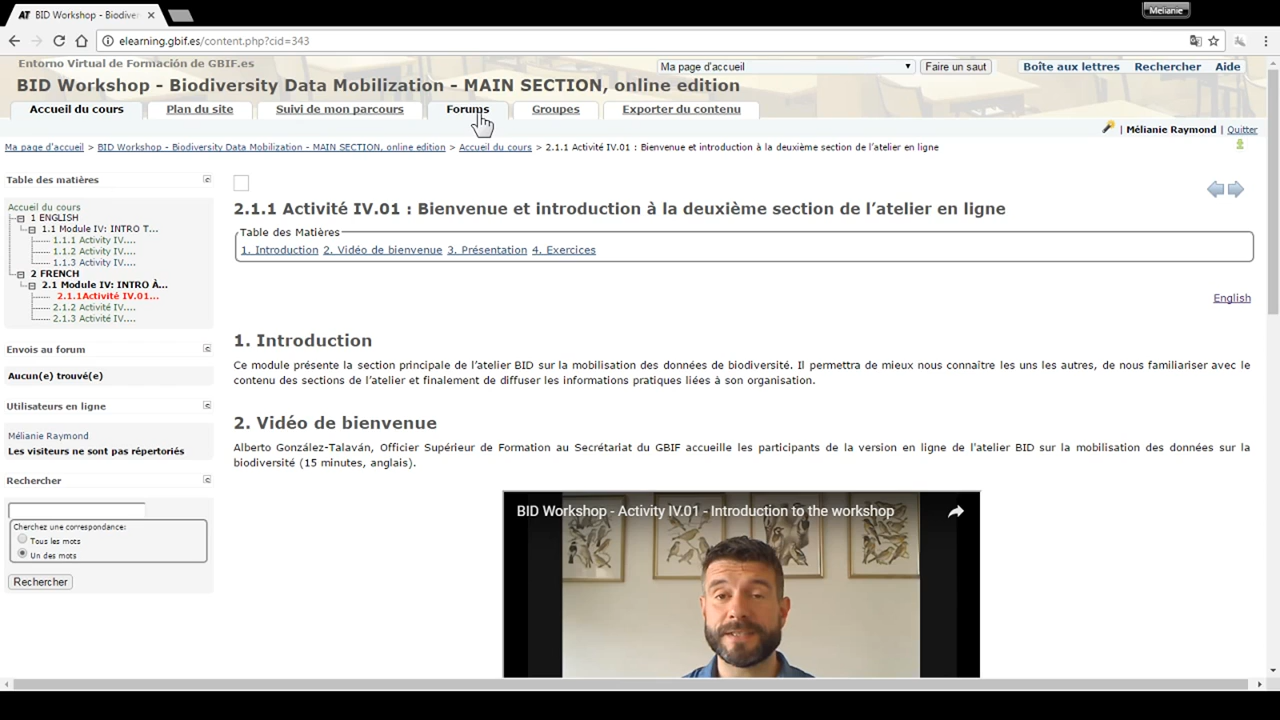 BID Workshop - Biodiver
Mélanie
elearning.gbif.es/content.php?cid=343
Entorno Virtual de Formación de GBIF.es
Ma page d'accueil
Faire un saut
Boîte aux lettres
Rechercher
Aide
BID Workshop - Biodiversity Data Mobilization - MAIN SECTION, online edition
Accueil du cours
Plan du site
Suivi de mon parcours
Forums
Groupes
Exporter du contenu
| Mélianie Raymond | Quitter
Ma page d'accueil > BID Workshop - Biodiversity Data Mobilization - MAIN SECTION, online edition > Accueil du cours > 2.1.1 Activité IV.01 : Bienvenue et introduction à la deuxième section de l'atelier en ligne
Table des matières
Accueil du cours
1 ENGLISH
1.1 Module IV: INTRO T...
1.1.1 Activity IV....
1.1.2 Activity IV....
1.1.3 Activity IV....
2 FRENCH
2.1 Module IV: INTRO À...
2.1.1Activité IV.01...
2.1.2 Activité IV....
2.1.3 Activité IV....
Envois au forum
Aucun(e) trouvé(e)
Utilisateurs en ligne
Mélianie Raymond
Les visiteurs ne sont pas répertoriés
Rechercher
Cherchez une correspondance:
Tous les mots
Un des mots
Rechercher
2.1.1 Activité IV.01 : Bienvenue et introduction à la deuxième section de l’atelier en ligne
Table des Matières
1. Introduction 2. Vidéo de bienvenue 3. Présentation 4. Exercices
English
1. Introduction
Ce module présente la section principale de l’atelier BID sur la mobilisation des données de biodiversité. Il permettra de mieux nous connaître les uns les autres, de nous familiariser avec le
contenu des sections de l’atelier et finalement de diffuser les informations pratiques liées à son organisation.
2. Vidéo de bienvenue
Alberto González-Talaván, Officier Supérieur de Formation au Secrétariat du GBIF accueille les participants de la version en ligne de l'atelier BID sur la mobilisation des données sur la
biodiversité (15 minutes, anglais).
BID Workshop - Activity IV.01 - Introduction to the workshop